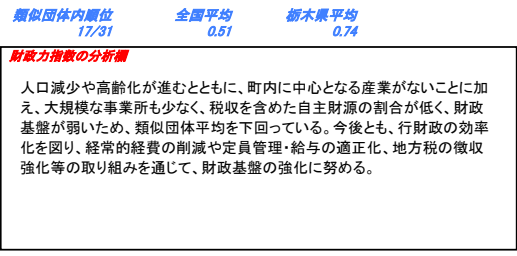 類似団体内順位 全国平均 栃木県平均
17/31 0.51 0.74
財政力指数の分析欄
人口減少や高齢化が進むとともに、町内に中心となる産業がないことに加
え、大規模な事業所も少なく、税収を含めた自主財源の割合が低く、財政
基盤が弱いため、類似団体平均を下回っている。今後とも、行財政の効率
化を図り、経常的経費の削減や定員管理・給与の適正化、地方税の徴収
強化等の取り組みを通じて、財政基盤の強化に努める。